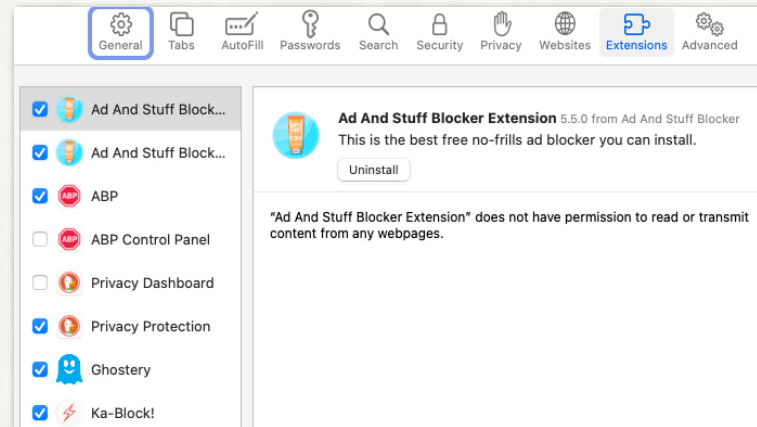 General Tabs AutoFill Passwords Search Security Privacy Websites Extensions Advanced
Ad And Stuff Block...
Ad And Stuff Block...
ABP ABP
ABP ABP Control Panel
Privacy Dashboard
Privacy Protection
Ghostery
Ka-Block!
Ad And Stuff Blocker Extension 5.5.0 from Ad And Stuff Blocker
This is the best free no-frills ad blocker you can install.
Uninstall
“Ad And Stuff Blocker Extension” does not have permission to read or transmit
content from any webpages.